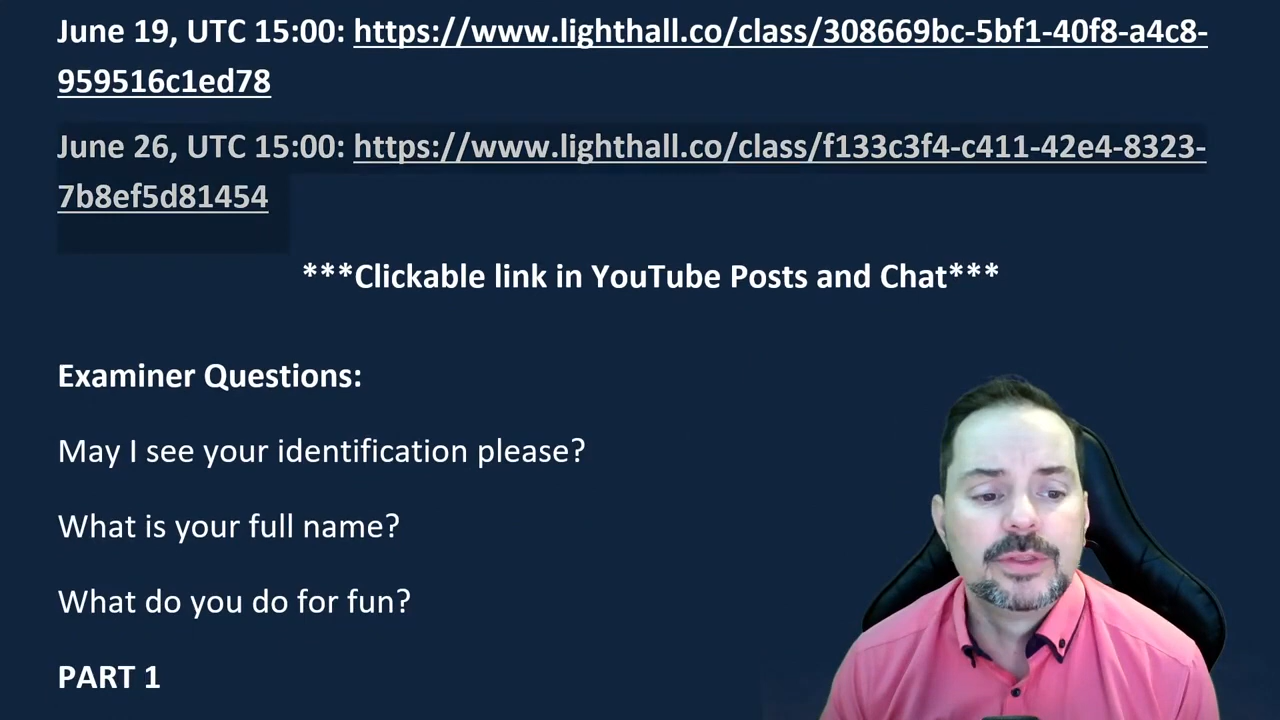 June 19, UTC 15:00: https://www.lighthall.co/class/308669bc-5bf1-40f8-a4c8-
959516c1ed78
June 26, UTC 15:00: https://www.lighthall.co/class/f133c3f4-c411-42e4-8323-
7b8ef5d81454
***Clickable link in YouTube Posts and Chat***
Examiner Questions:
May I see your identification please?
What is your full name?
What do you do for fun?
PART 1